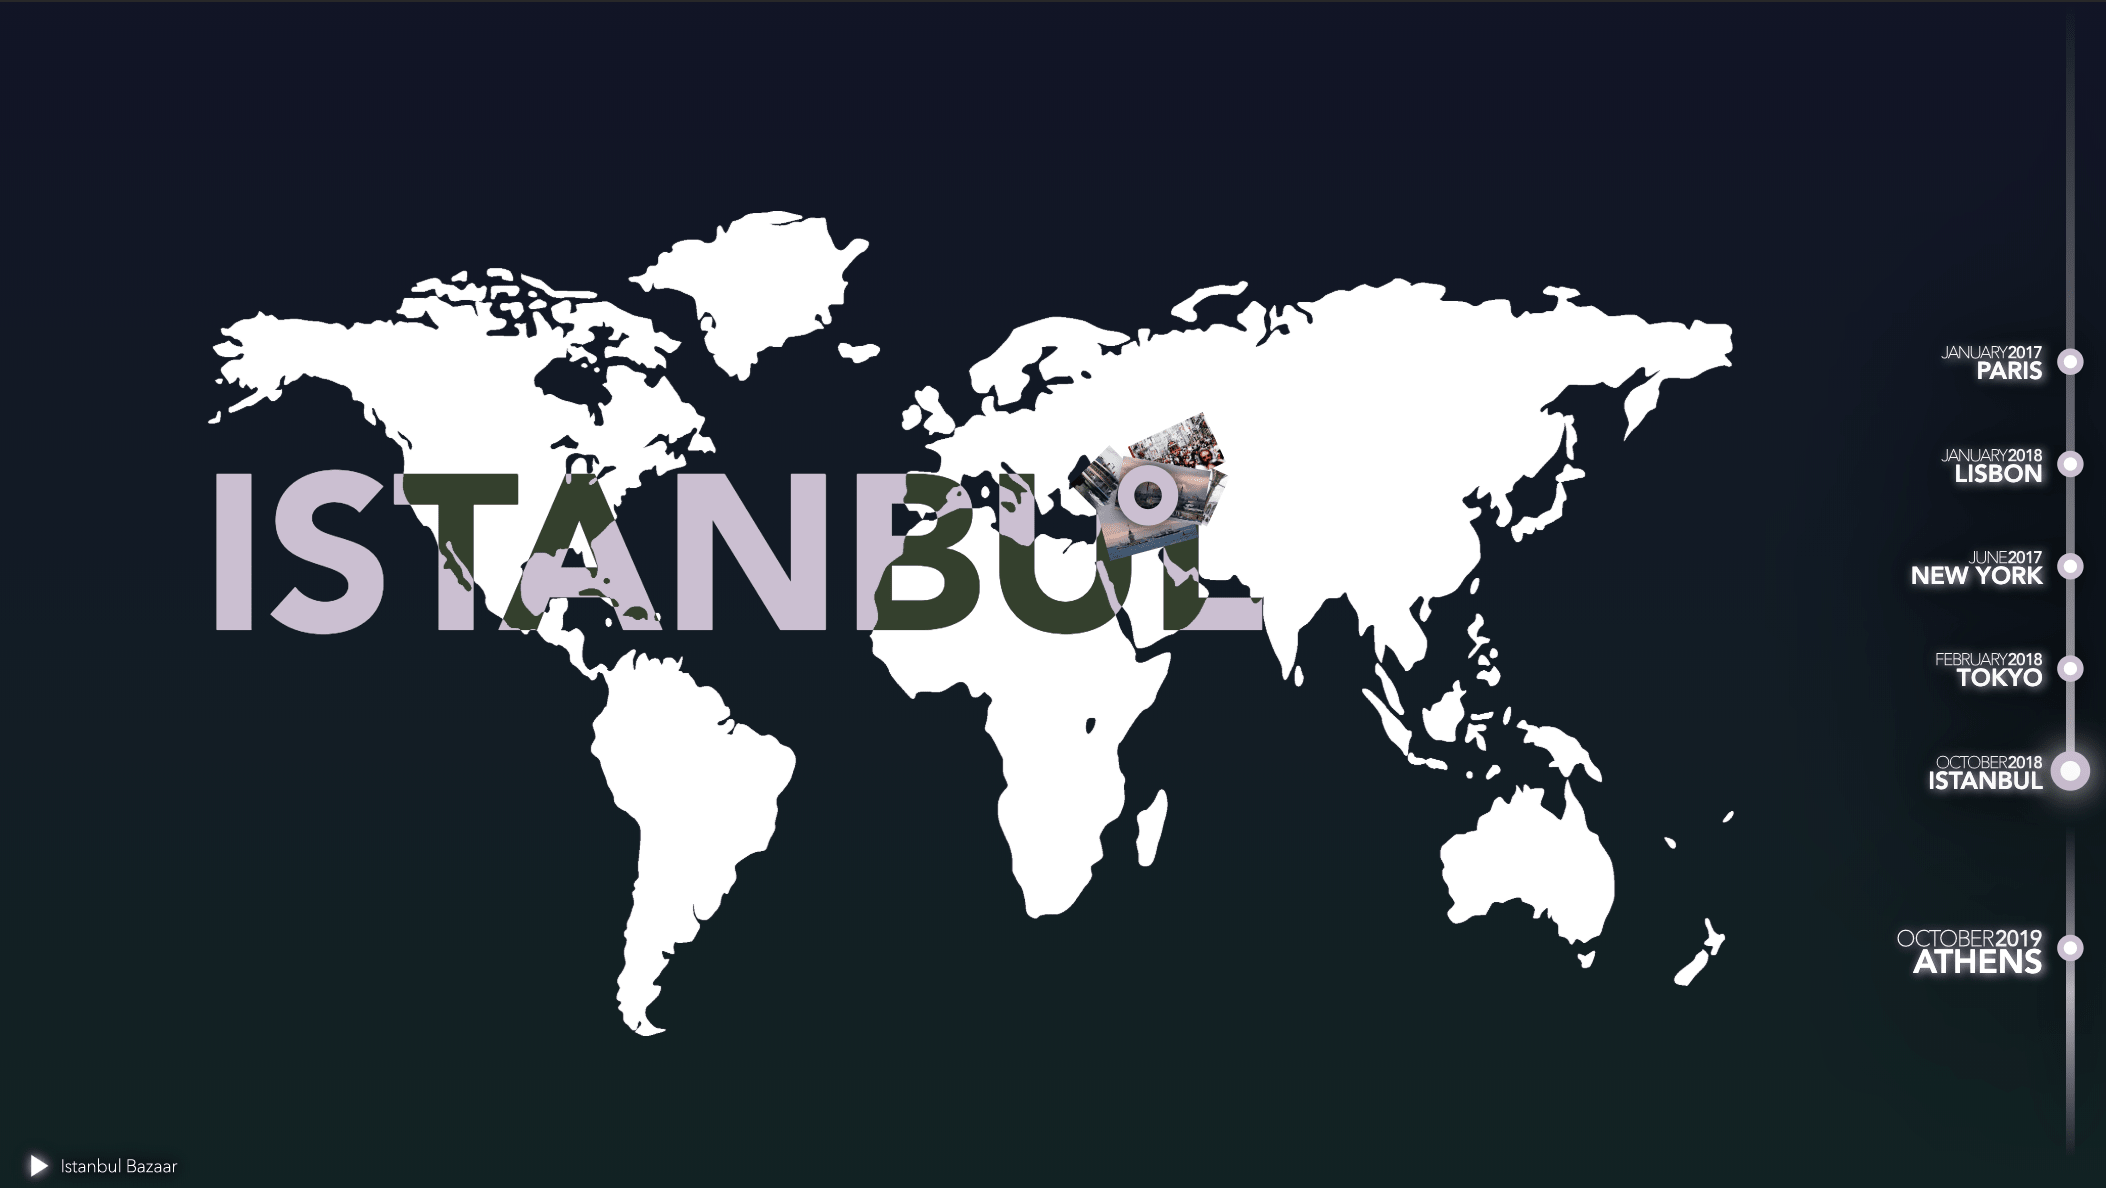 ISTANBUL
JANUARY2017
PARIS
JANUARY2018
LISBON
JUNE2017
NEW YORK
FEBRUARY2018
TOKYO
OCTOBER2018
ISTANBUL
OCTOBER2019
ATHENS
Istanbul Bazaar